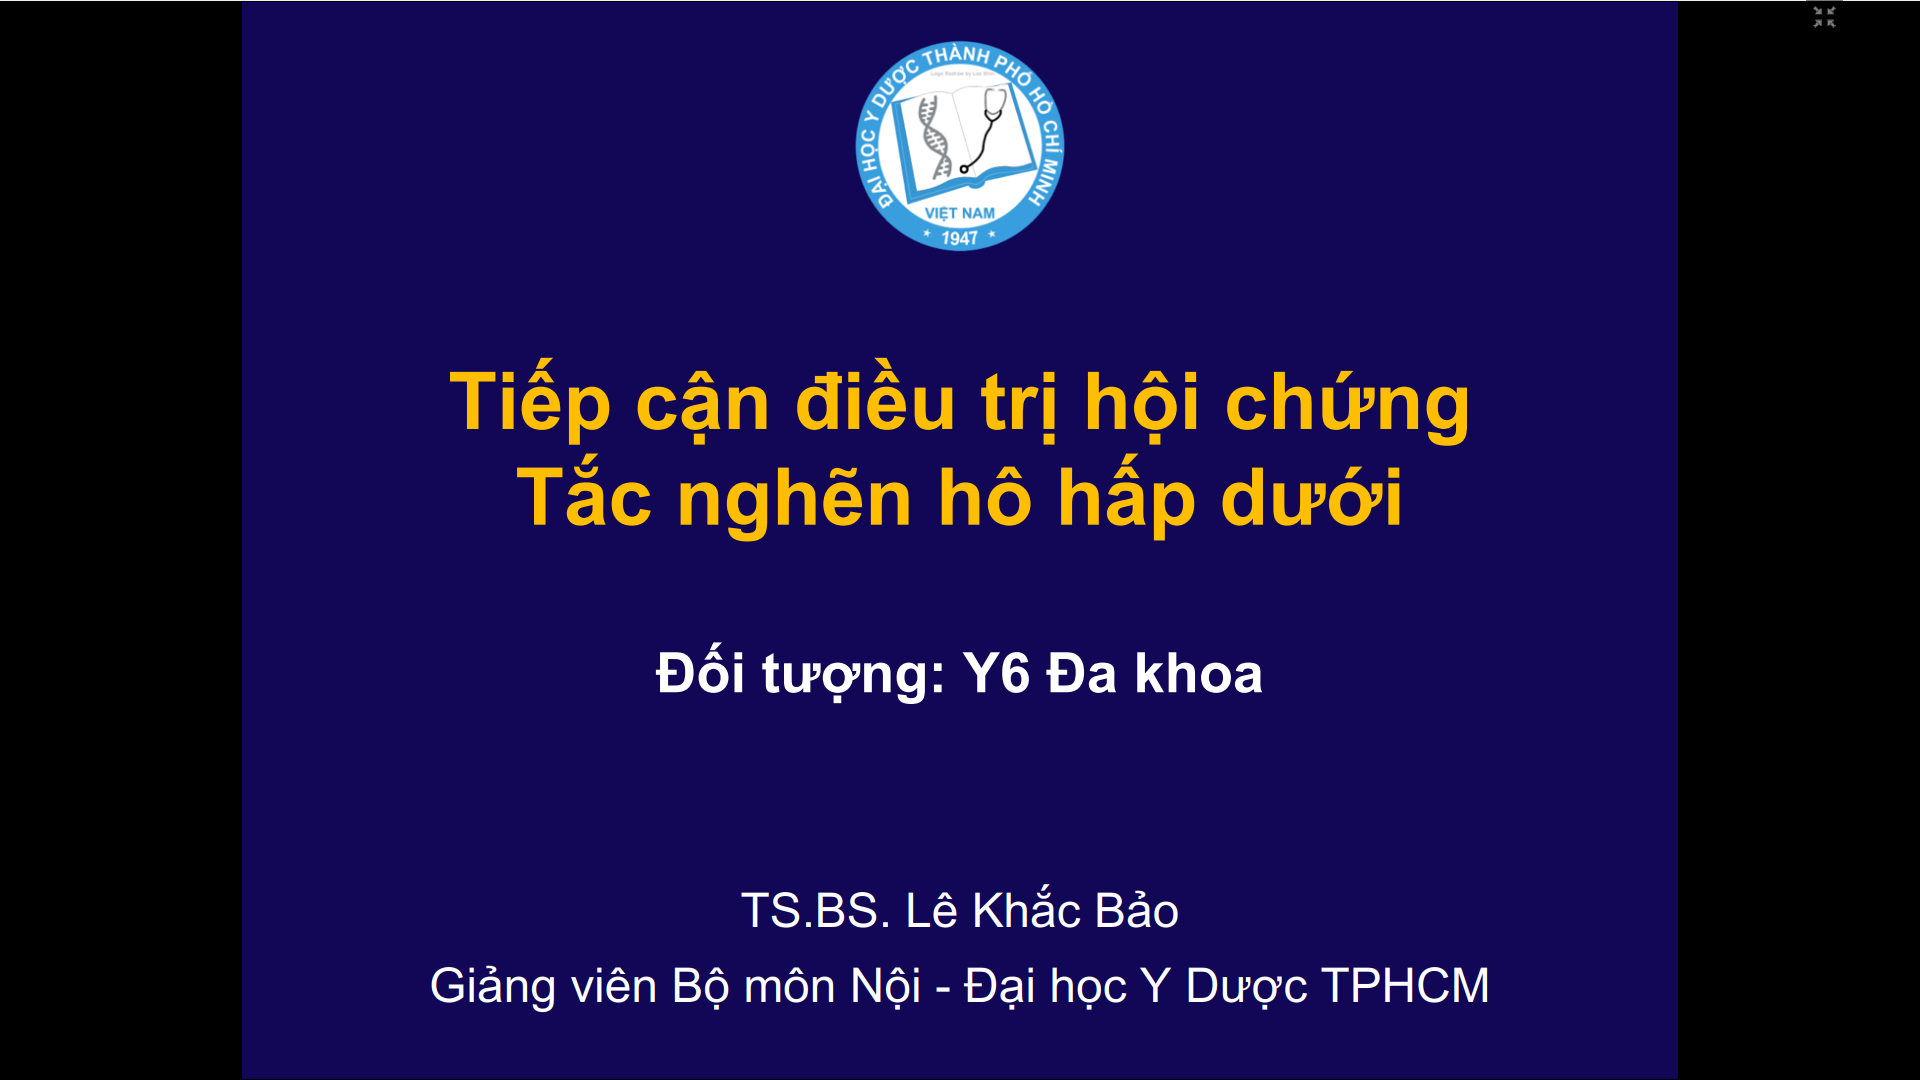 ĐẠI HỌC Y DƯỢC THÀNH PHỐ HỒ CHÍ MINH
VIỆT NAM
1947
Tiếp cận điều trị hội chứng
Tắc nghẽn hô hấp dưới
Đối tượng: Y6 Đa khoa
TS.BS. Lê Khắc Bảo
Giảng viên Bộ môn Nội - Đại học Y Dược TPHCM